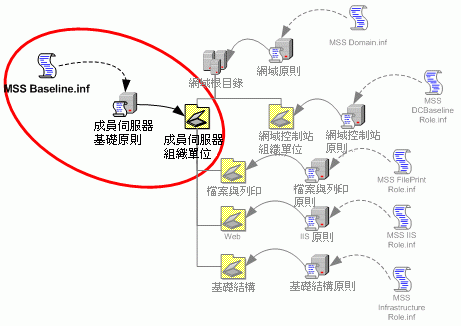 MSS Domain.inf
網域根目錄
網域原則
MSS Baseline.inf
成員伺服器
基礎原則
成員伺服器
組織單位
網域控制站
組織單位
網域控制站
原則
MSS
DCBaseline
Role.inf
檔案與列印
檔案與列印
原則
MSS FilePrint
Role.inf
Web
IIS 原則
MSS IIS
Role.inf
基礎結構
基礎結構原則
MSS
Infrastructure
Role.inf